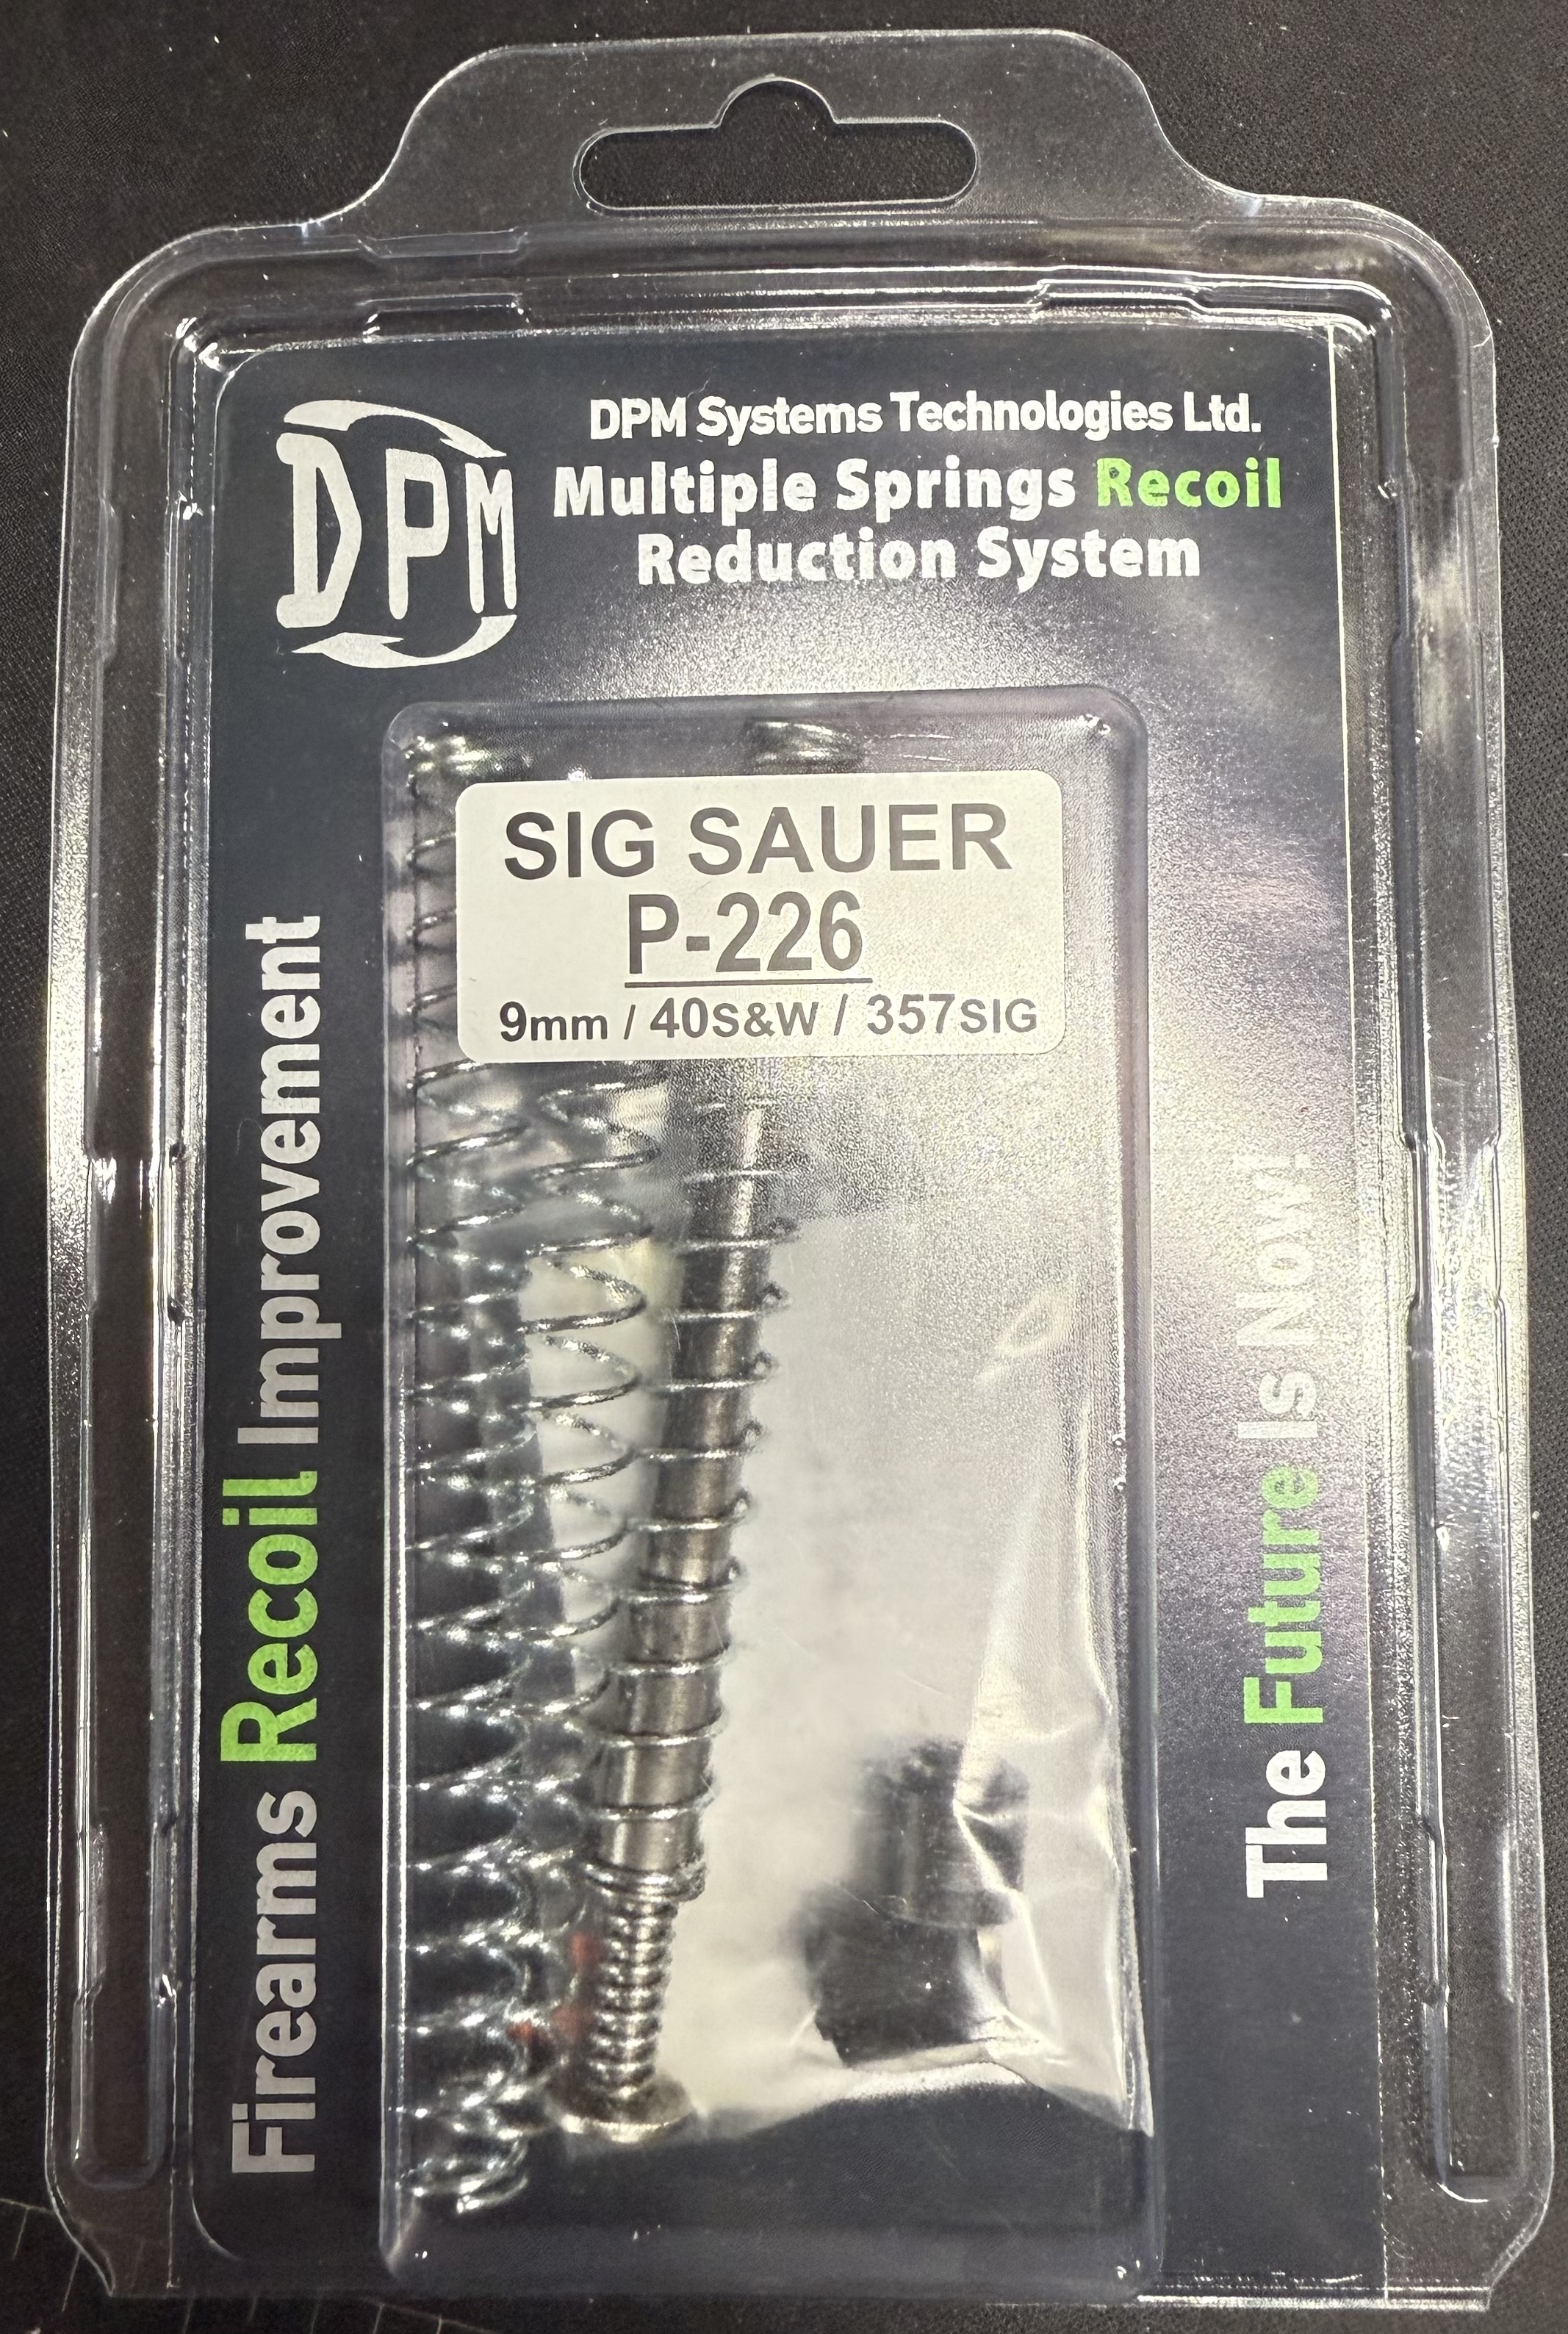 DPM
DPM Systems Technologies Ltd.
Multiple Springs Recoil
Reduction System
SIG SAUER
P-226
9mm / 40S&W / 357SIG
Firearms Recoil Improvement
The Future Is Now!